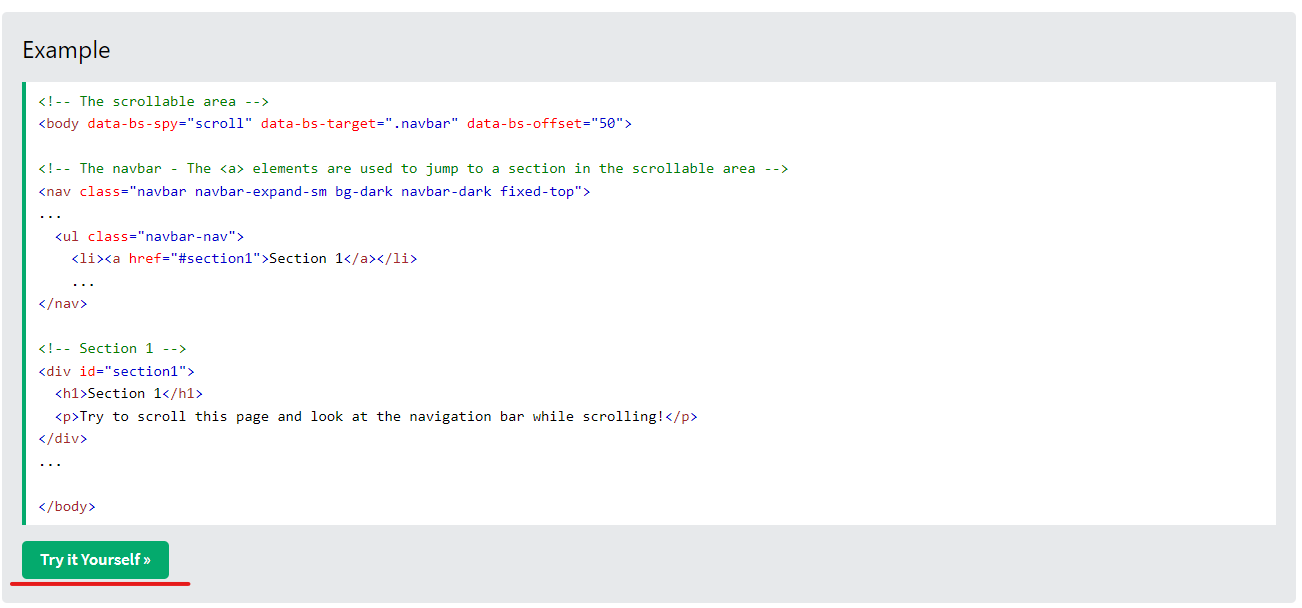 Example
<!-- The scrollable area -->
<body data-bs-spy="scroll" data-bs-target=".navbar" data-bs-offset="50">
<!-- The navbar - The <a> elements are used to jump to a section in the scrollable area -->
<nav class="navbar navbar-expand-sm bg-dark navbar-dark fixed-top">
...
  <ul class="navbar-nav">
    <li><a href="#section1">Section 1</a></li>
    ...
</nav>
<!-- Section 1 -->
<div id="section1">
  <h1>Section 1</h1>
  <p>Try to scroll this page and look at the navigation bar while scrolling!</p>
</div>
...
</body>
Try it Yourself »